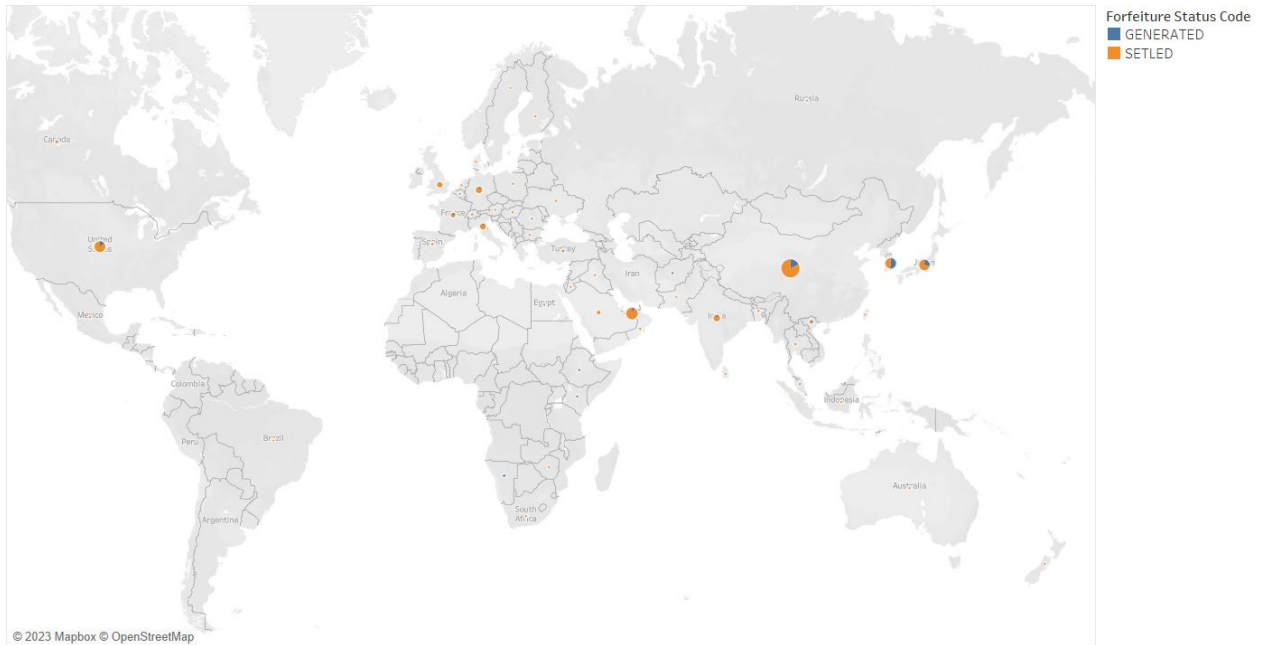 Forfeiture Status Code
GENERATED
SETLED
Russia
Canada
France
United
States
Spain
Turkey
Iran
Algeria
Egypt
Mexico
India
Colombia
Indonesia
Peru
Brazil
Australia
Argentina
South
Africa
© 2023 Mapbox © OpenStreetMap